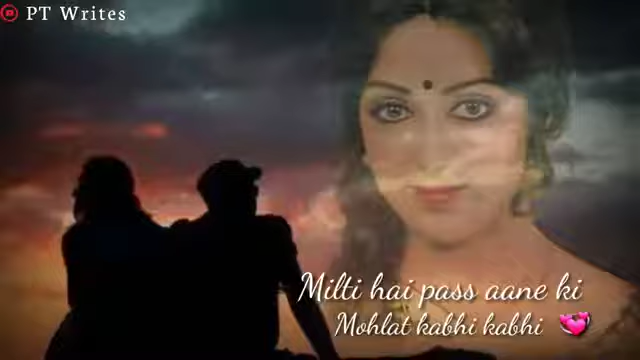 PT Writes
Milti hai pass aane ki
Mohlat kabhi kabhi